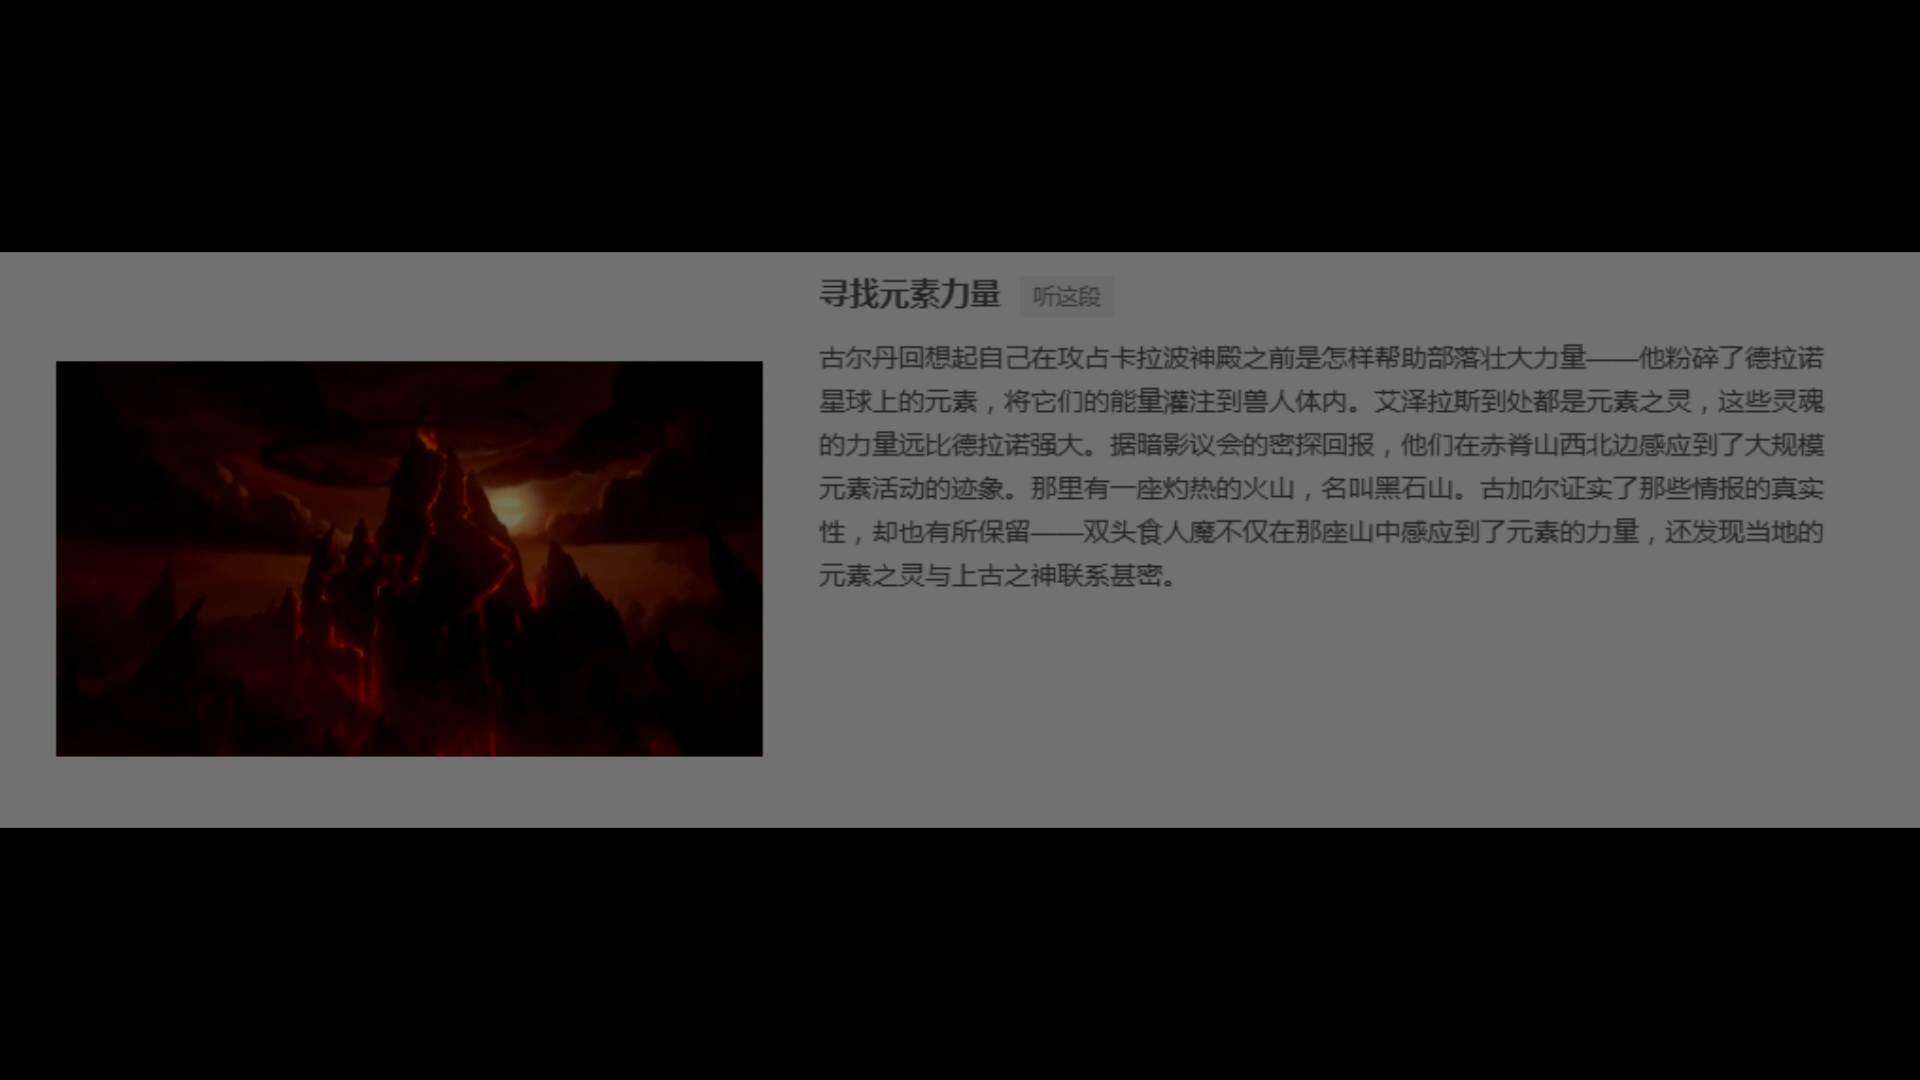 寻找元素力量 听这段
古尔丹回想起自己在攻占卡拉波神殿之前是怎样帮助部落壮大力量——他粉碎了德拉诺
星球上的元素，将它们的能量灌注到兽人体内。艾泽拉斯到处都是元素之灵，这些灵魂
的力量远比德拉诺强大。据暗影议会的密探回报，他们在赤脊山西北边感应到了大规模
元素活动的迹象。那里有一座灼热的火山，名叫黑石山。古加尔证实了那些情报的真实
性，却也有所保留——双头食人魔不仅在那座山中感应到了元素的力量，还发现当地的
元素之灵与上古之神联系甚密。